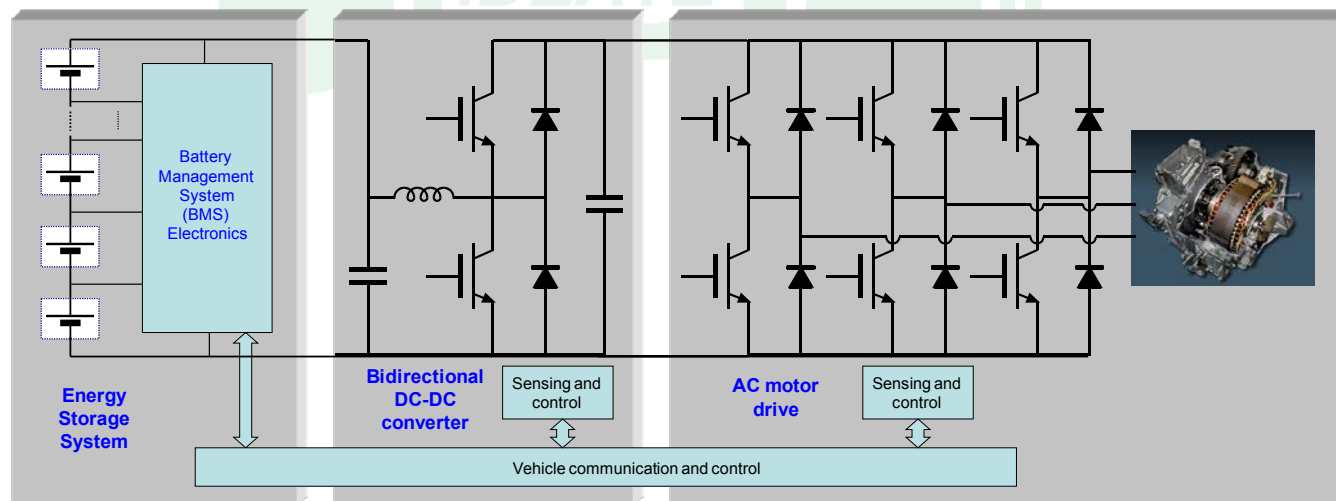 Battery
Management
System
(BMS)
Electronics
Energy
Storage
System
Bidirectional
DC-DC
converter
Sensing and
control
AC motor
drive
Sensing and
control
Vehicle communication and control